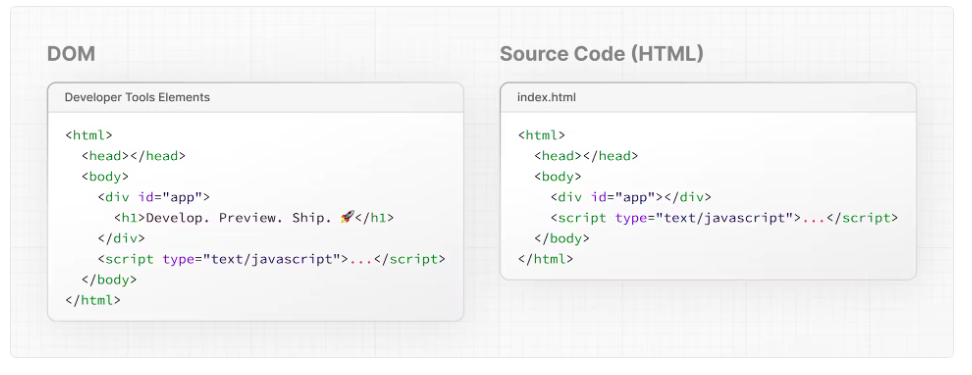 DOM
Developer Tools Elements
<html>
  <head></head>
  <body>
    <div id="app">
      <h1>Develop. Preview. Ship. 🚀</h1>
    </div>
    <script type="text/javascript">...</script>
  </body>
</html>
Source Code (HTML)
index.html
<html>
  <head></head>
  <body>
    <div id="app"></div>
    <script type="text/javascript">...</script>
  </body>
</html>